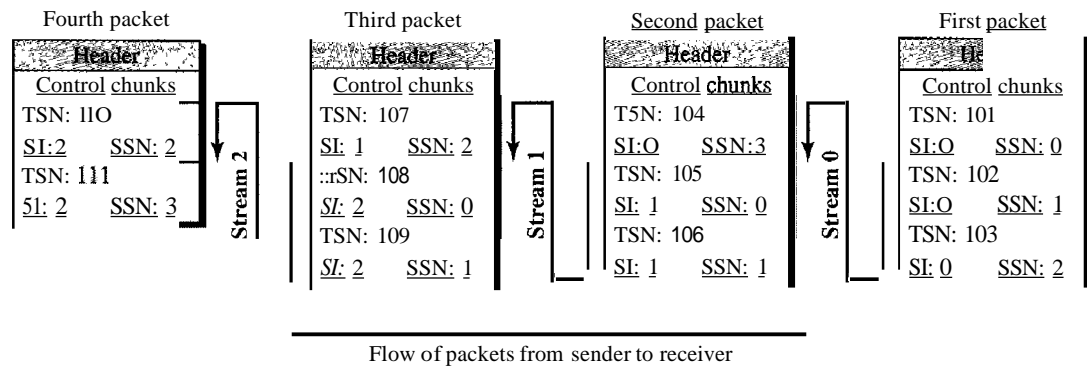 Fourth packet
Header
Control chunks
TSN: 11O
SI:2 SSN: 2
TSN: 111
5l: 2 SSN: 3
Stream 2
Third packet
Header
Control chunks
TSN: 107
SI: 1 SSN: 2
::rSN: 108
SI: 2 SSN: 0
TSN: 109
SI: 2 SSN: 1
Stream 1
Second packet
Header
Control chunks
T5N: 104
SI:O SSN:3
TSN: 105
SI: 1 SSN: 0
TSN: 106
SI: 1 SSN: 1
Stream 0
First packet
He
Control chunks
TSN: 101
SI:O SSN: 0
TSN: 102
SI:O SSN: 1
TSN: 103
SI: 0 SSN: 2
Flow of packets from sender to receiver